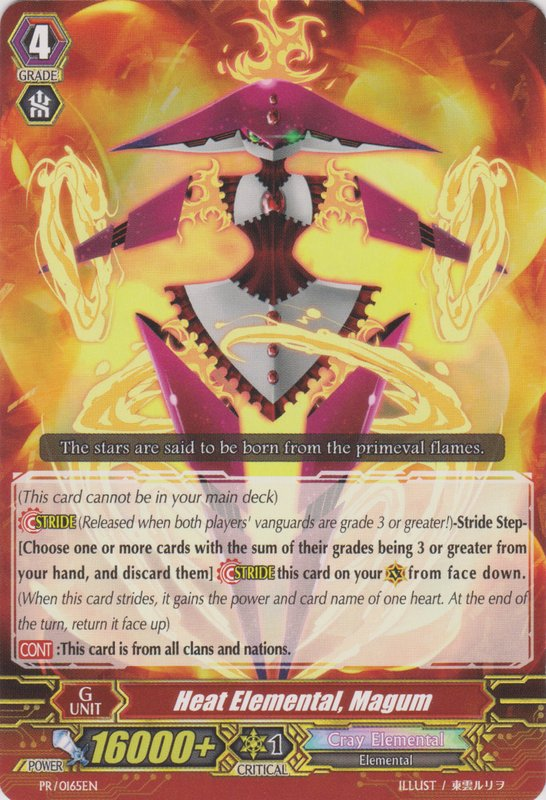 4
GRADE
The stars are said to be born from the primeval flames.
(This card cannot be in your main deck)
STRIDE (Released when both players' vanguards are grade 3 or greater!)-Stride Step-
[Choose one or more cards with the sum of their grades being 3 or greater from
your hand, and discard them] STRIDE this card on your V from face down.
(When this card strides, it gains the power and card name of one heart. At the end
of the turn, return it face up)
CONT :This card is from all clans and nations.
G
UNIT
Heat Elemental, Magum
POWER 16000+
1
CRITICAL
Cray Elemental
Elemental
PR/0165EN
ILLUST / 東雲ルリヲ